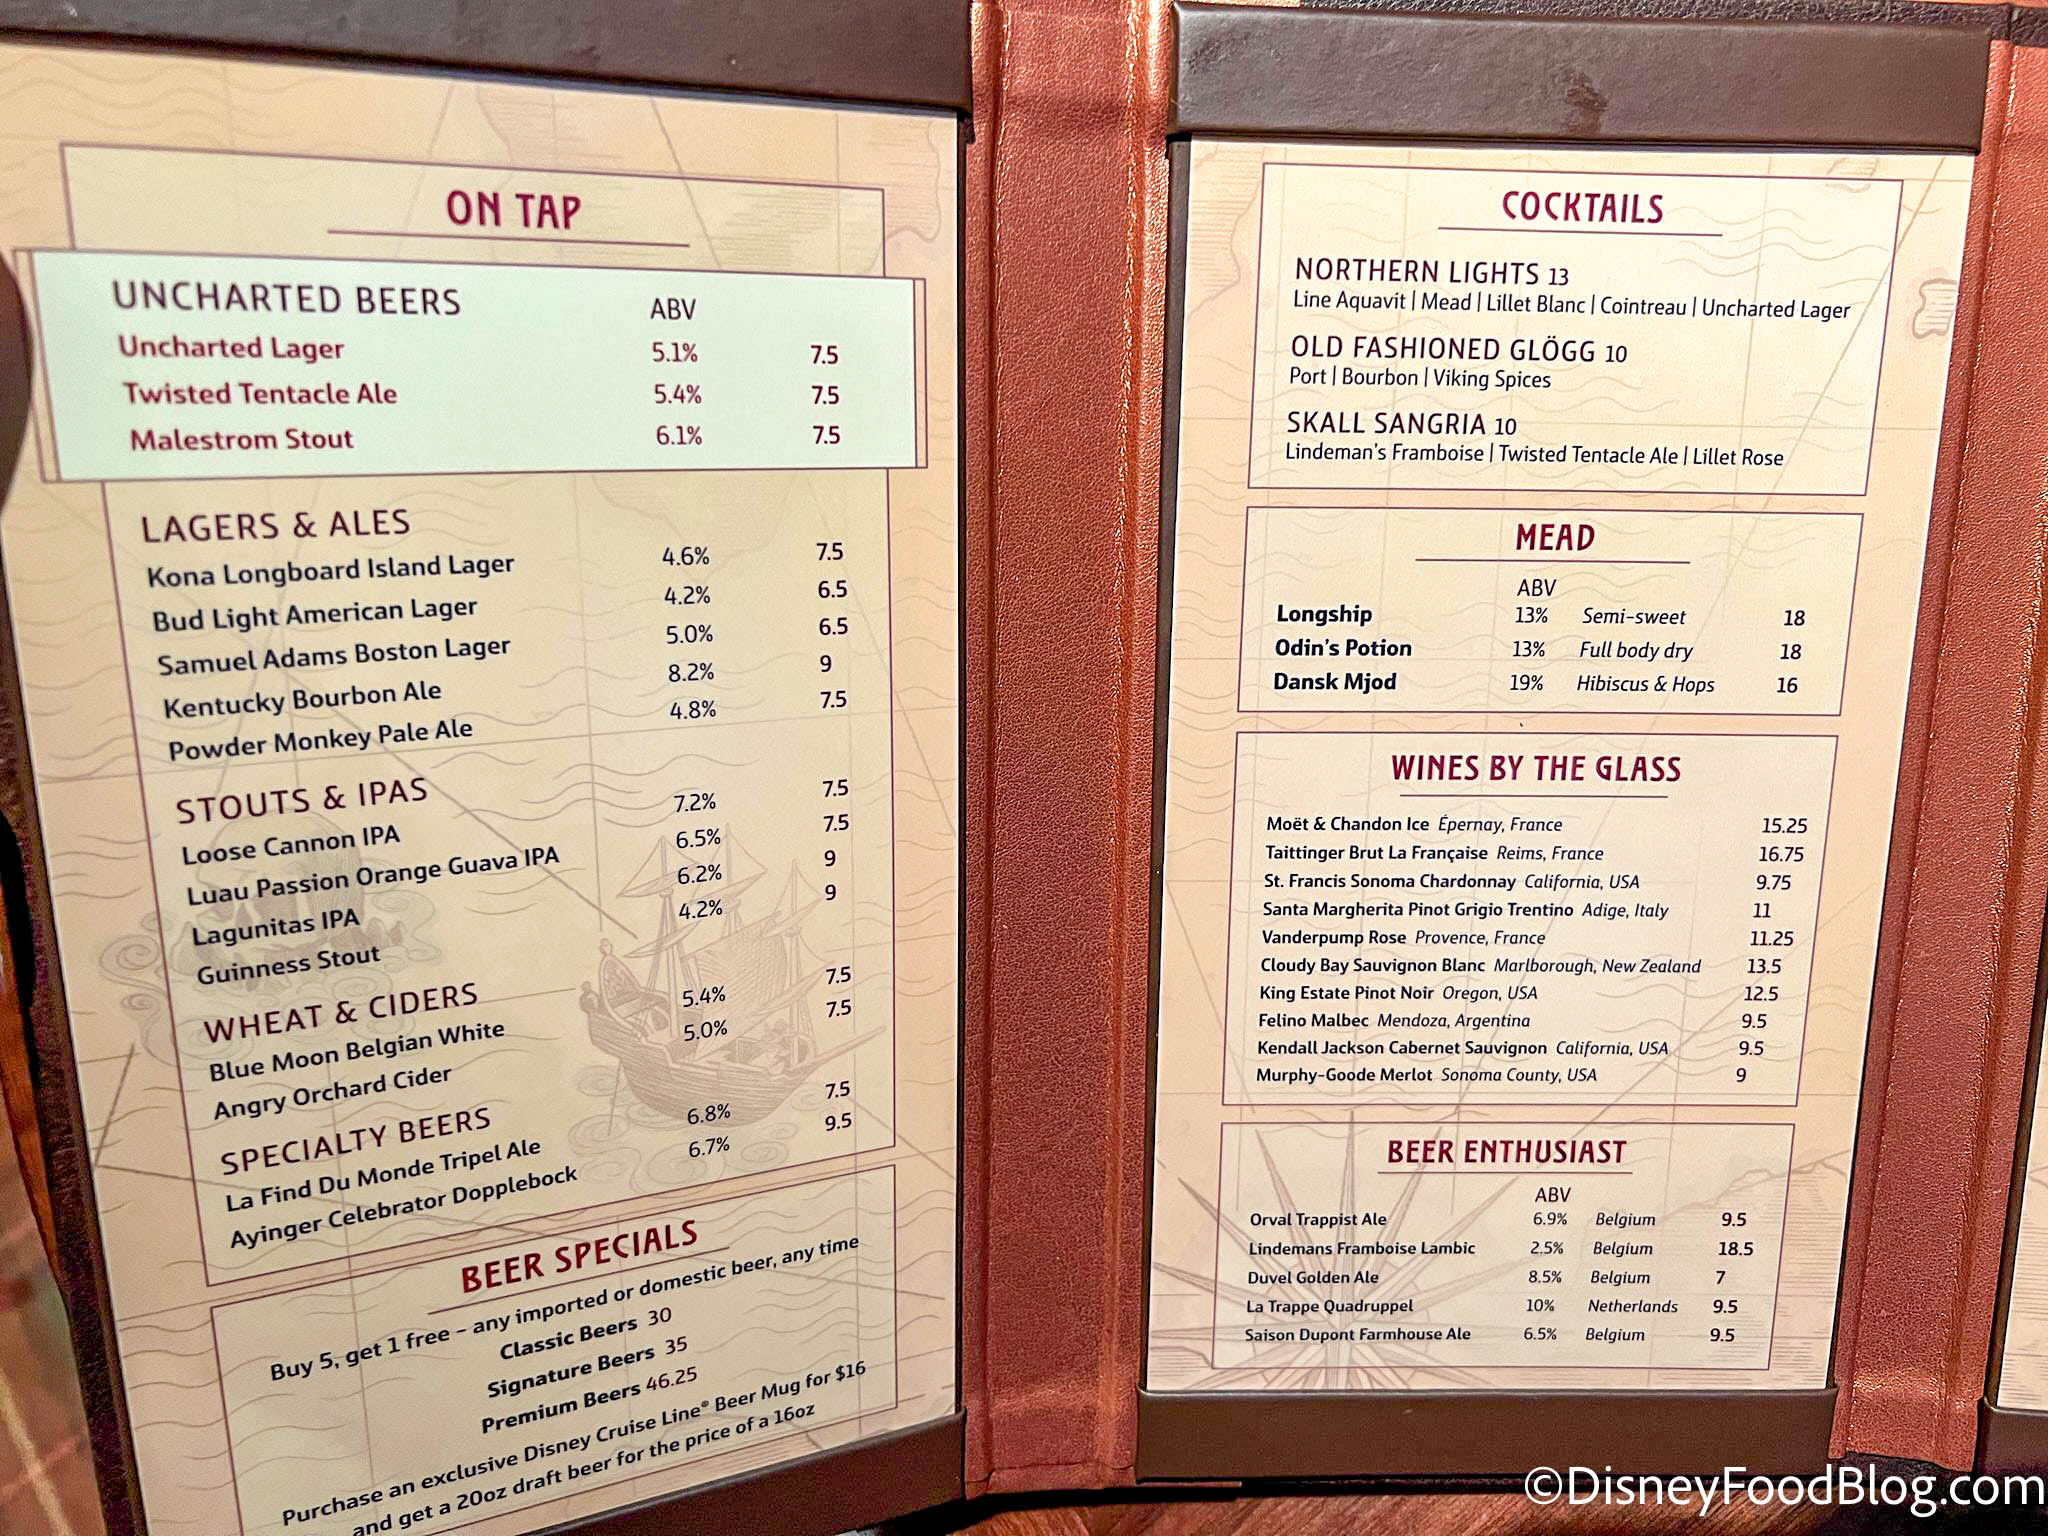 ON TAP
UNCHARTED BEERS ABV
Uncharted Lager 5.1% 7.5
Twisted Tentacle Ale 5.4% 7.5
Malestrom Stout 6.1% 7.5
LAGERS & ALES
Kona Longboard Island Lager 4.6% 7.5
Bud Light American Lager 4.2% 6.5
Samuel Adams Boston Lager 5.0% 6.5
Kentucky Bourbon Ale 8.2% 9
Powder Monkey Pale Ale 4.8% 7.5
STOUTS & IPAS
Loose Cannon IPA 7.2% 7.5
Luau Passion Orange Guava IPA 6.5% 7.5
Lagunitas IPA 6.2% 9
Guinness Stout 4.2% 9
WHEAT & CIDERS
Blue Moon Belgian White 5.4% 7.5
Angry Orchard Cider 5.0% 7.5
SPECIALTY BEERS
La Find Du Monde Tripel Ale 6.8% 7.5
Ayinger Celebrator Dopplebock 6.7% 9.5
BEER SPECIALS
Buy 5, get 1 free – any imported or domestic beer, any time
Classic Beers 30
Signature Beers 35
Premium Beers 46.25
Purchase an exclusive Disney Cruise Line® Beer Mug for $16
and get a 20oz draft beer for the price of a 16oz
COCKTAILS
NORTHERN LIGHTS 13
Line Aquavit | Mead | Lillet Blanc | Cointreau | Uncharted Lager
OLD FASHIONED GLÖGG 10
Port | Bourbon | Viking Spices
SKALL SANGRIA 10
Lindeman's Framboise | Twisted Tentacle Ale | Lillet Rose
MEAD
ABV
Longship 13% Semi-sweet 18
Odin's Potion 13% Full body dry 18
Dansk Mjod 19% Hibiscus & Hops 16
WINES BY THE GLASS
Moët & Chandon Ice Épernay, France 15.25
Taittinger Brut La Française Reims, France 16.75
St. Francis Sonoma Chardonnay California, USA 9.75
Santa Margherita Pinot Grigio Trentino Adige, Italy 11
Vanderpump Rose Provence, France 11.25
Cloudy Bay Sauvignon Blanc Marlborough, New Zealand 13.5
King Estate Pinot Noir Oregon, USA 12.5
Felino Malbec Mendoza, Argentina 9.5
Kendall Jackson Cabernet Sauvignon California, USA 9.5
Murphy-Goode Merlot Sonoma County, USA 9
BEER ENTHUSIAST
ABV
Orval Trappist Ale 6.9% Belgium 9.5
Lindemans Framboise Lambic 2.5% Belgium 18.5
Duvel Golden Ale 8.5% Belgium 7
La Trappe Quadruppel 10% Netherlands 9.5
Saison Dupont Farmhouse Ale 6.5% Belgium 9.5
©DisneyFoodBlog.com